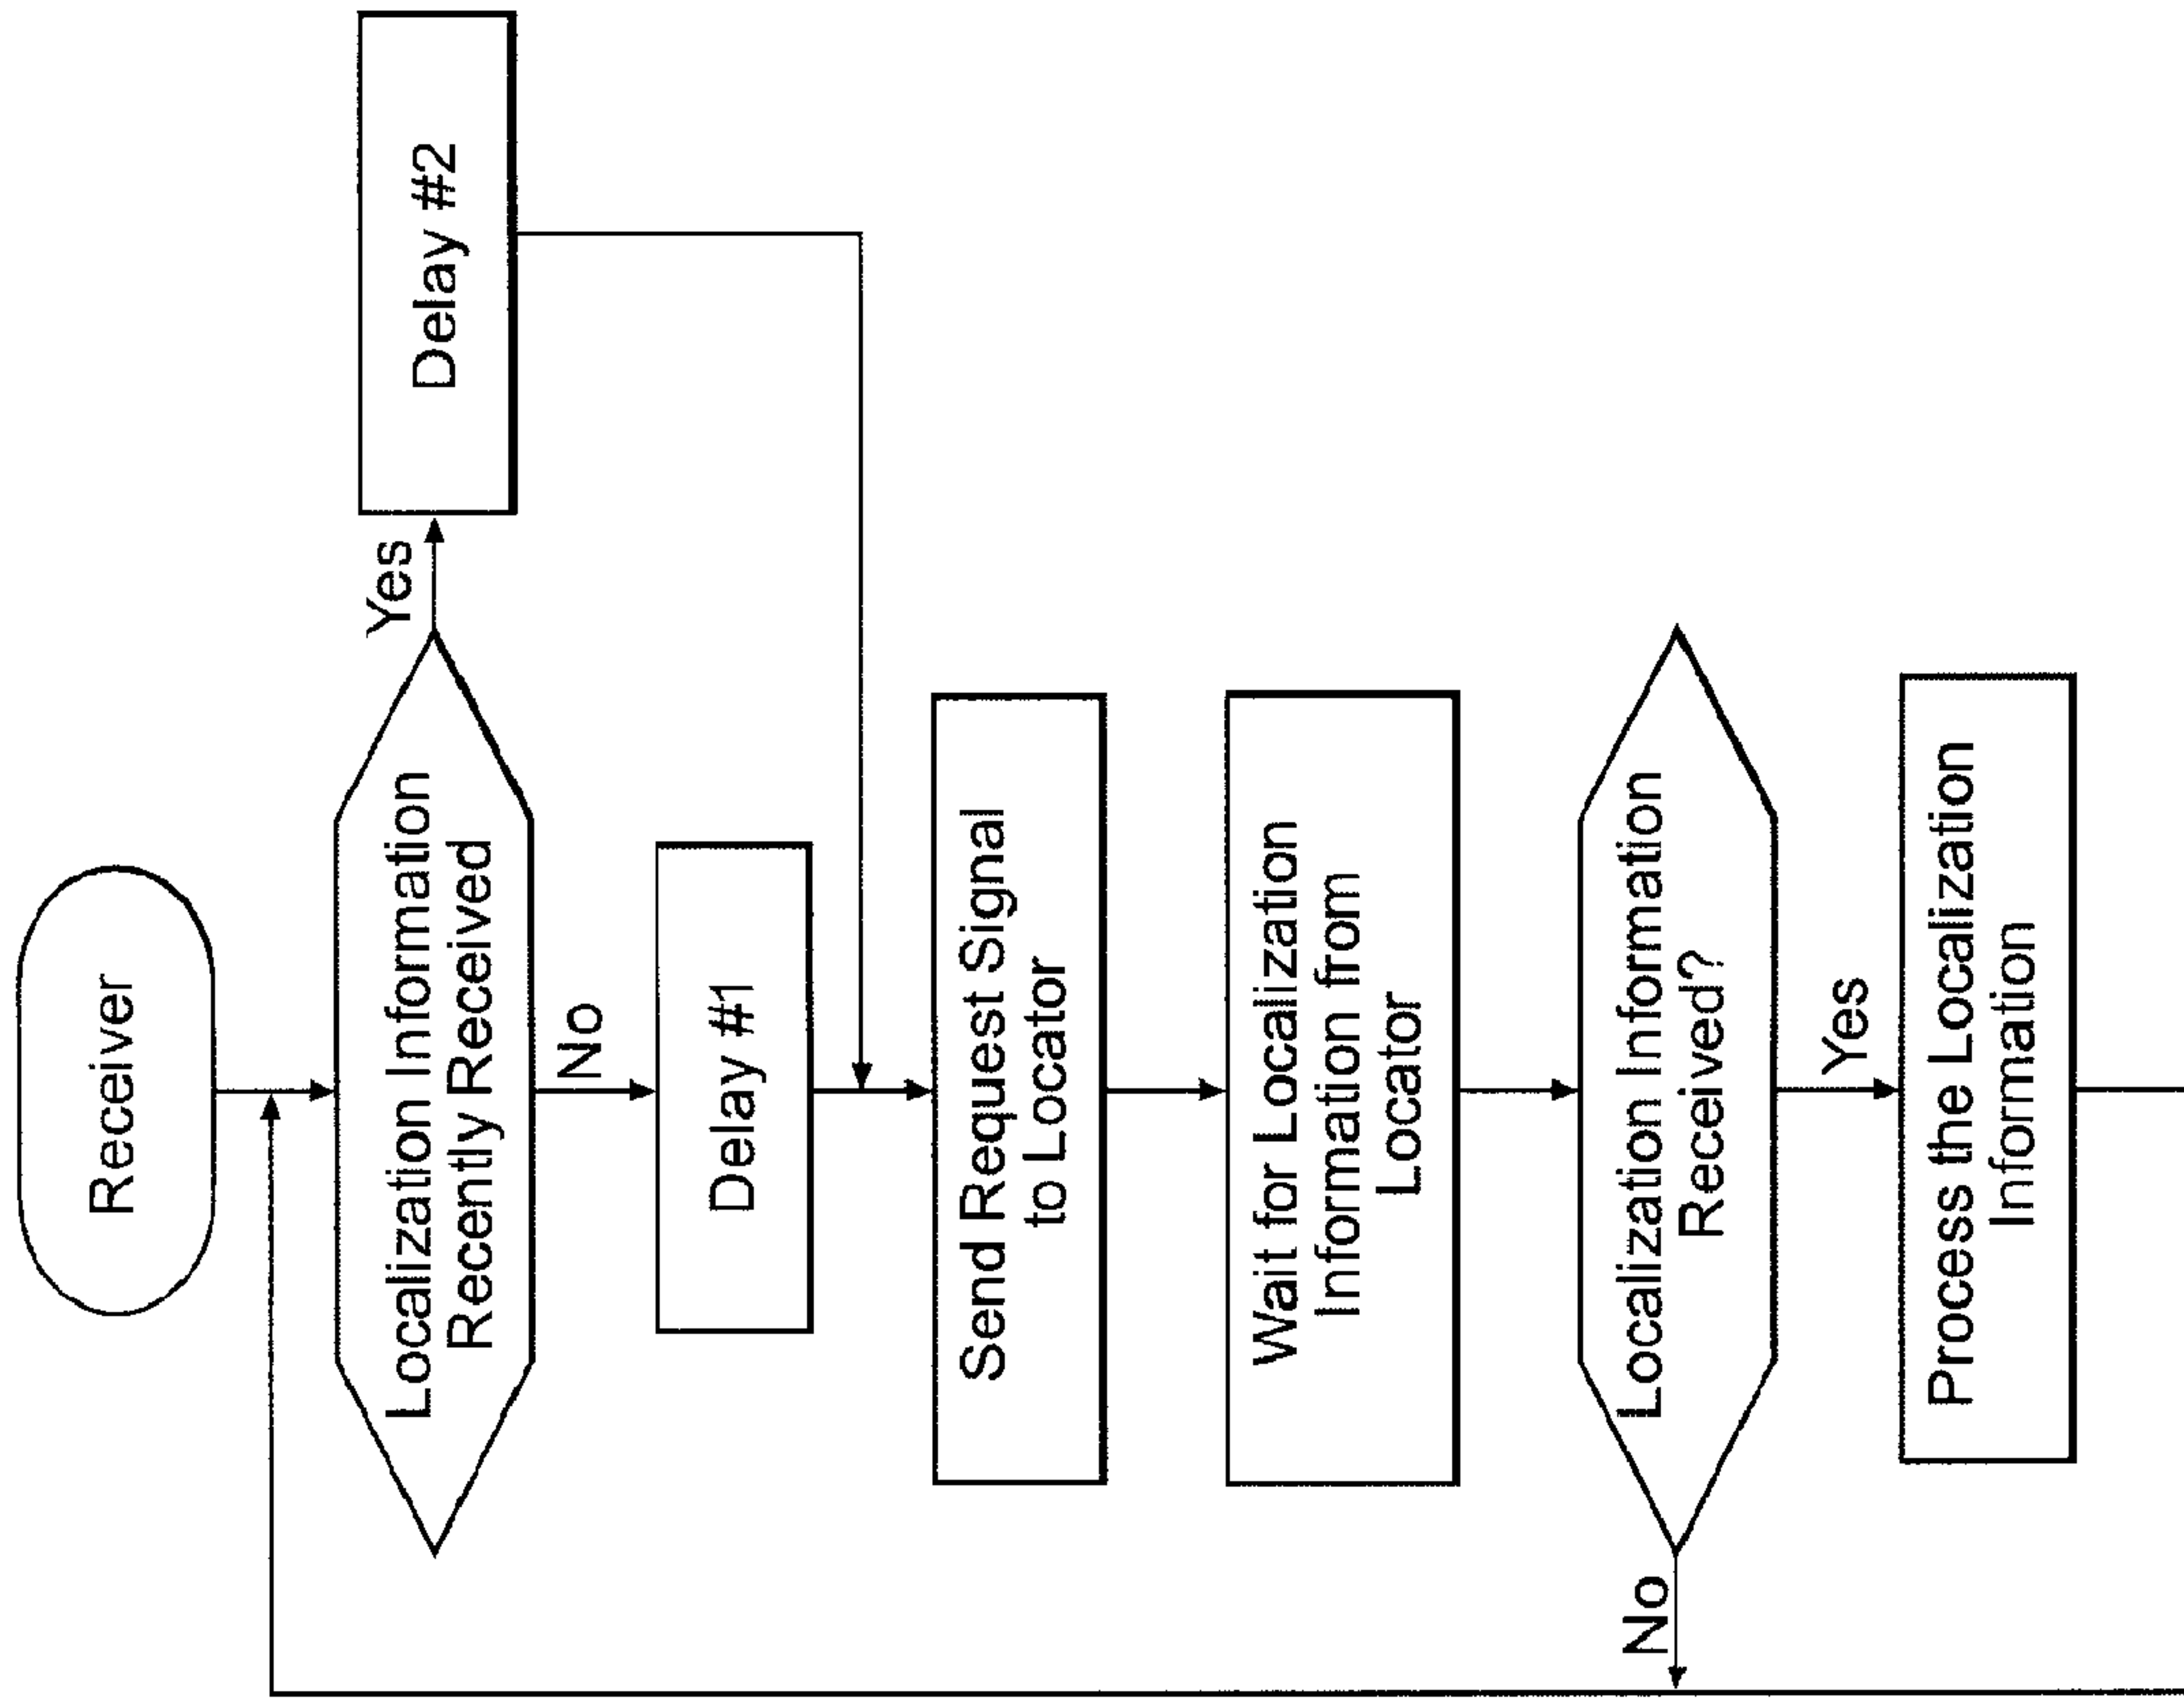 Receiver
Localization Information
Recently Received
Yes
Delay #2
No
Delay #1
Send Request Signal
to Locator
Wait for Localization
Information from
Locator
Localization Information
Received?
No
Yes
Process the Localization
Information